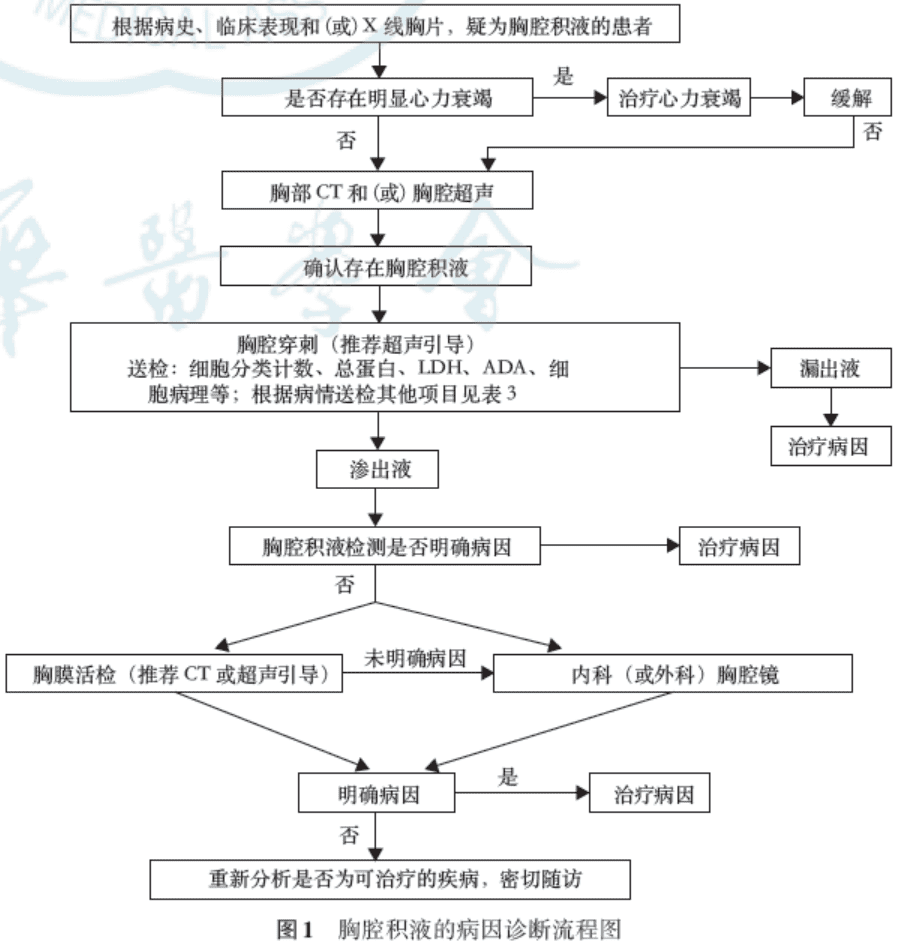 根据病史、临床表现和(或)X 线胸片，疑为胸腔积液的患者
是否存在明显心力衰竭
是
治疗心力衰竭
缓解
否
否
胸部 CT 和(或)胸腔超声
确认存在胸腔积液
胸腔穿刺（推荐超声引导）
送检：细胞分类计数、总蛋白、LDH、ADA、细
胞病理等；根据病情送检其他项目见表 3
漏出液
治疗病因
渗出液
胸腔积液检测是否明确病因
治疗病因
否
胸膜活检（推荐 CT 或超声引导）
未明确病因
内科（或外科）胸腔镜
明确病因
是
治疗病因
否
重新分析是否为可治疗的疾病，密切随访
图1 胸腔积液的病因诊断流程图